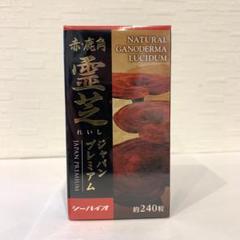 赤鹿角
霊芝
れいし
ジャパン
プレミアム
JAPAN PREMIUM
シーハイオ
NATURAL
GANODERMA
LUCIDUM
約240粒